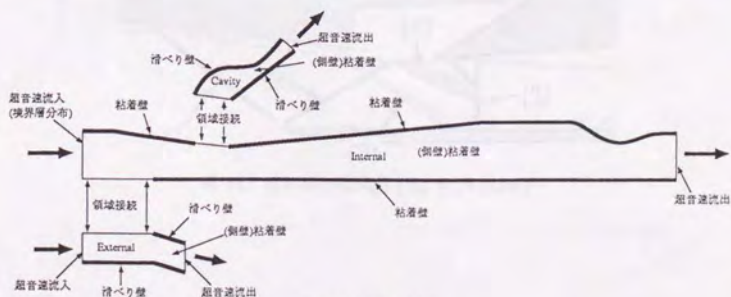 超音速流出
滑べり壁
(側壁)粘着壁
Cavity
滑べり壁
超音速流入
(境界層分布)
粘着壁
領域接続
粘着壁
Internal
(側壁)粘着壁
領域接続
粘着壁
超音速流出
滑べり壁
(側壁)粘着壁
External
超音速流入
滑べり壁
超音速流出